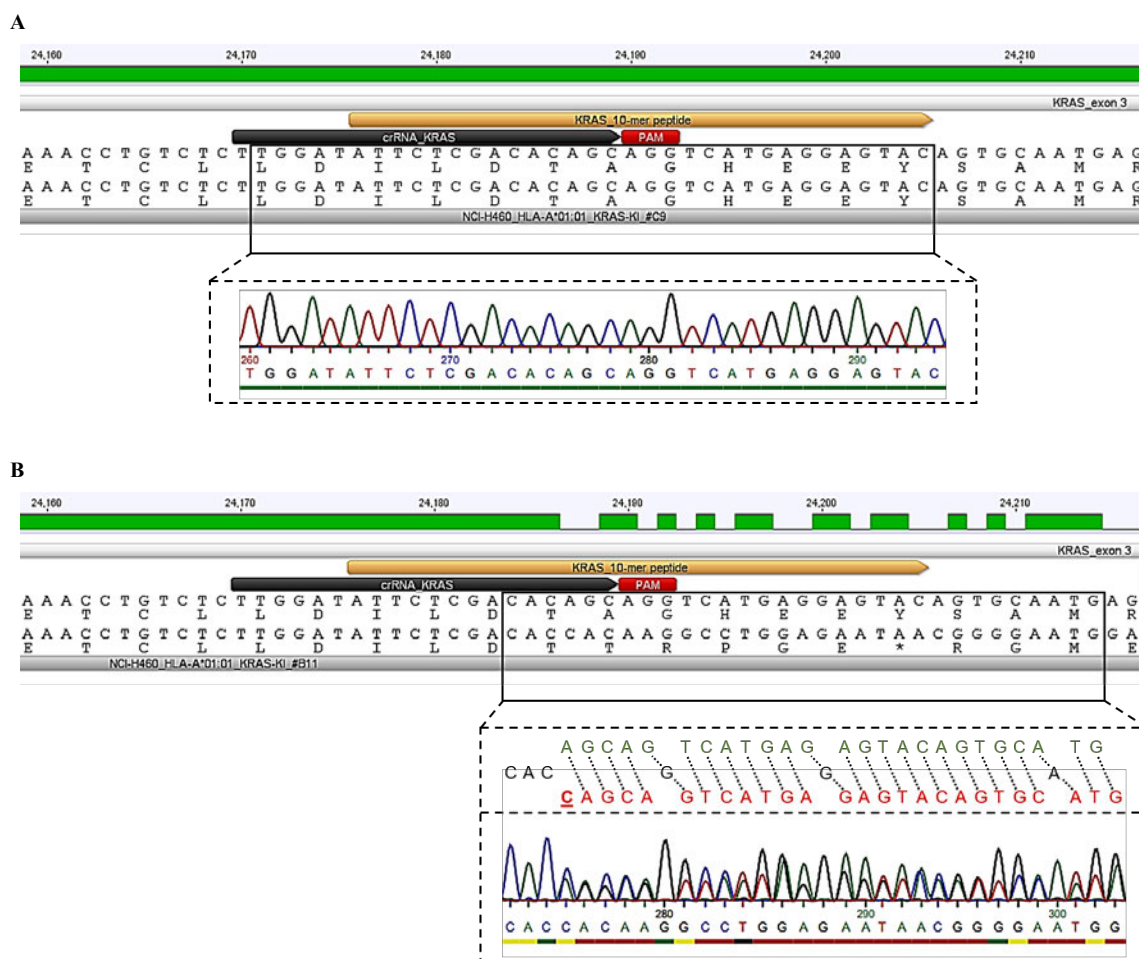 A
24,160 24,170 24,180 24,190 24,200 24,210
KRAS_exon 3
KRAS_10-mer peptide
crRNA_KRAS PAM
A A A C C T G T C T C T T G G A T A T T C T C G A C A C A G C A G G T C A T G A G G A G T A C A G T G C A A T G A G
E T C L L D I L D T A G H E E Y S A M R
A A A C C T G T C T C T T G G A T A T T C T C G A C A C A G C A G G T C A T G A G G A G T A C A G T G C A A T G A G
E T C L L D I L D T A G H E E Y S A M R
NCI-H460_HLA-A*01:01_KRAS-KI_#C9
260 270 280 290
T G G A T A T T C T C G A C A C A G C A G G T C A T G A G G A G T A C
B
24,160 24,170 24,180 24,190 24,200 24,210
KRAS_exon 3
KRAS_10-mer peptide
crRNA_KRAS PAM
A A A C C T G T C T C T T G G A T A T T C T C G A C A C A G C A G G T C A T G A G G A G T A C A G T G C A A T G A G
E T C L L D I L D T A G H E E Y S A M R
A A A C C T G T C T C T T G G A T A T T C T C G A C A C C A C A A G G C C T G G A G A A T A A C G G G G A A T G G A
E T C L L D I L D T T R P G E * R G M E
NCI-H460_HLA-A*01:01_KRAS-KI_#B11
A G C A G T C A T G A G A G T A C A G T G C A T G
C A C G G A
C A G C A G T C A T G A G A G T A C A G T G C A T G
280 290 300
C A C C A C A A G G C C T G G A G A A T A A C G G G G A A T G G